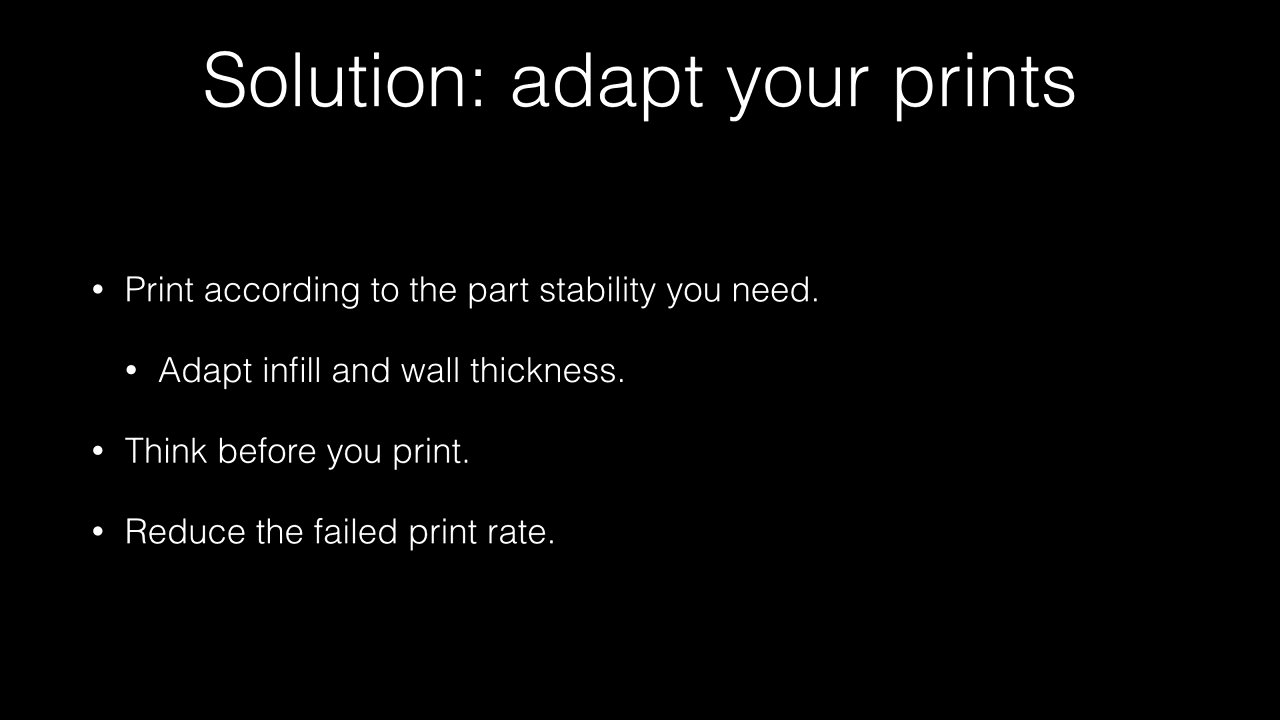 Solution: adapt your prints
• Print according to the part stability you need.
• Adapt infill and wall thickness.
• Think before you print.
• Reduce the failed print rate.